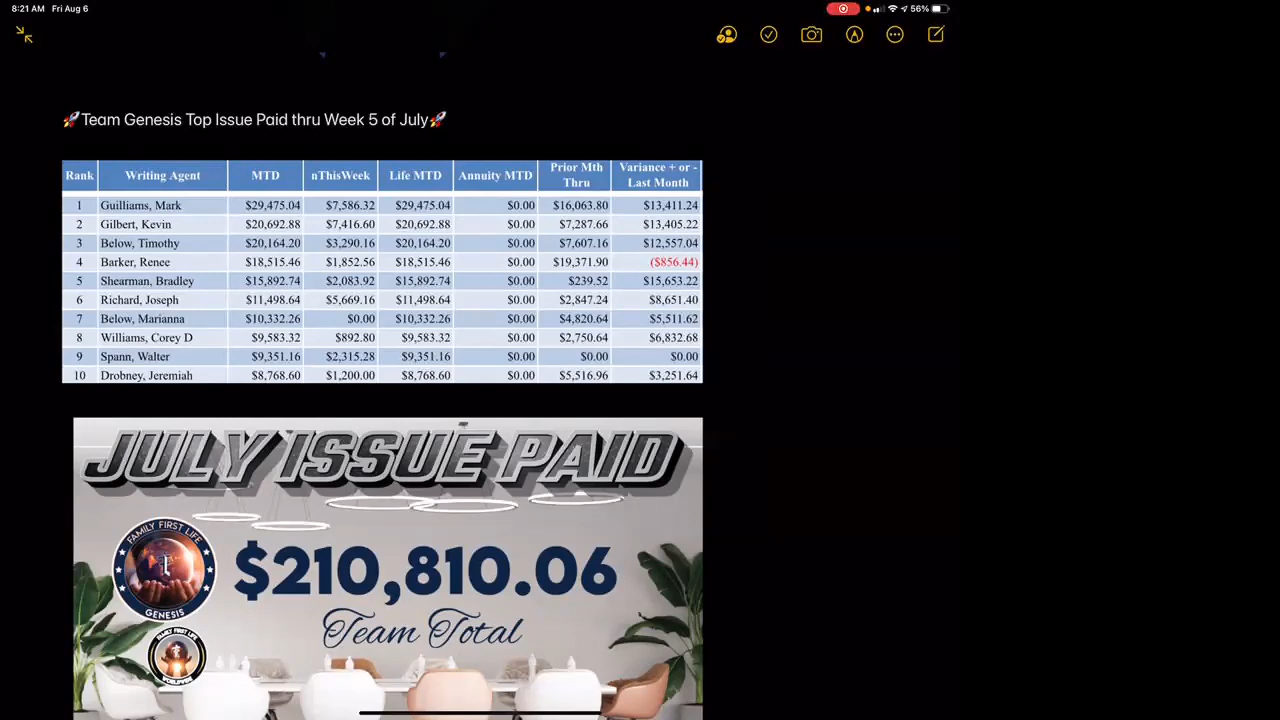 8:21 AM Fri Aug 6
56%
🚀Team Genesis Top Issue Paid thru Week 5 of July🚀
Rank Writing Agent MTD nThisWeek Life MTD Annuity MTD Prior Mth Thru Variance + or - Last Month
1 Guilliams, Mark $29,475.04 $7,586.32 $29,475.04 $0.00 $16,063.80 $13,411.24
2 Gilbert, Kevin $20,692.88 $7,416.60 $20,692.88 $0.00 $7,287.66 $13,405.22
3 Below, Timothy $20,164.20 $3,290.16 $20,164.20 $0.00 $7,607.16 $12,557.04
4 Barker, Renee $18,515.46 $1,852.56 $18,515.46 $0.00 $19,371.90 ($856.44)
5 Shearman, Bradley $15,892.74 $2,083.92 $15,892.74 $0.00 $239.52 $15,653.22
6 Richard, Joseph $11,498.64 $5,669.16 $11,498.64 $0.00 $2,847.24 $8,651.40
7 Below, Marianna $10,332.26 $0.00 $10,332.26 $0.00 $4,820.64 $5,511.62
8 Williams, Corey D $9,583.32 $892.80 $9,583.32 $0.00 $2,750.64 $6,832.68
9 Spann, Walter $9,351.16 $2,315.28 $9,351.16 $0.00 $0.00 $0.00
10 Drobney, Jeremiah $8,768.60 $1,200.00 $8,768.60 $0.00 $5,516.96 $3,251.64
JULY ISSUE PAID
FAMILY FIRST LIFE
GENESIS
$210,810.06
Team Total
FAMILY FIRST LIFE